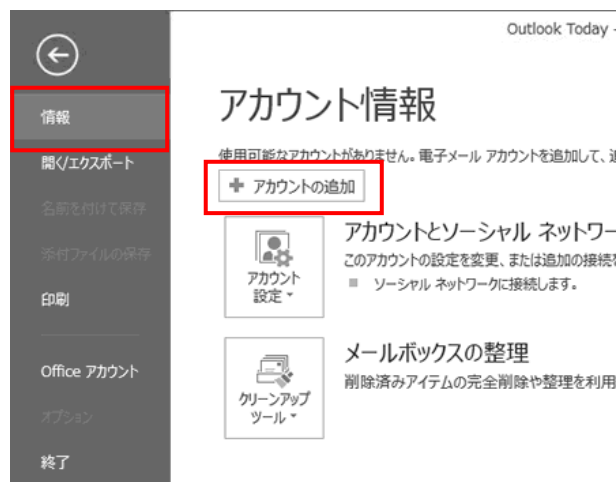 Outlook Today -
情報
開く/エクスポート
名前を付けて保存
添付ファイルの保存
印刷
Office アカウント
オプション
終了
アカウント情報
使用可能なアカウントがありません。電子メール アカウントを追加して、追
アカウントの追加
アカウント
設定
アカウントとソーシャル ネットワー
このアカウントの設定を変更、または追加の接続を
ソーシャル ネットワークに接続します。
クリーンアップ
ツール
メールボックスの整理
削除済みアイテムの完全削除や整理を利用